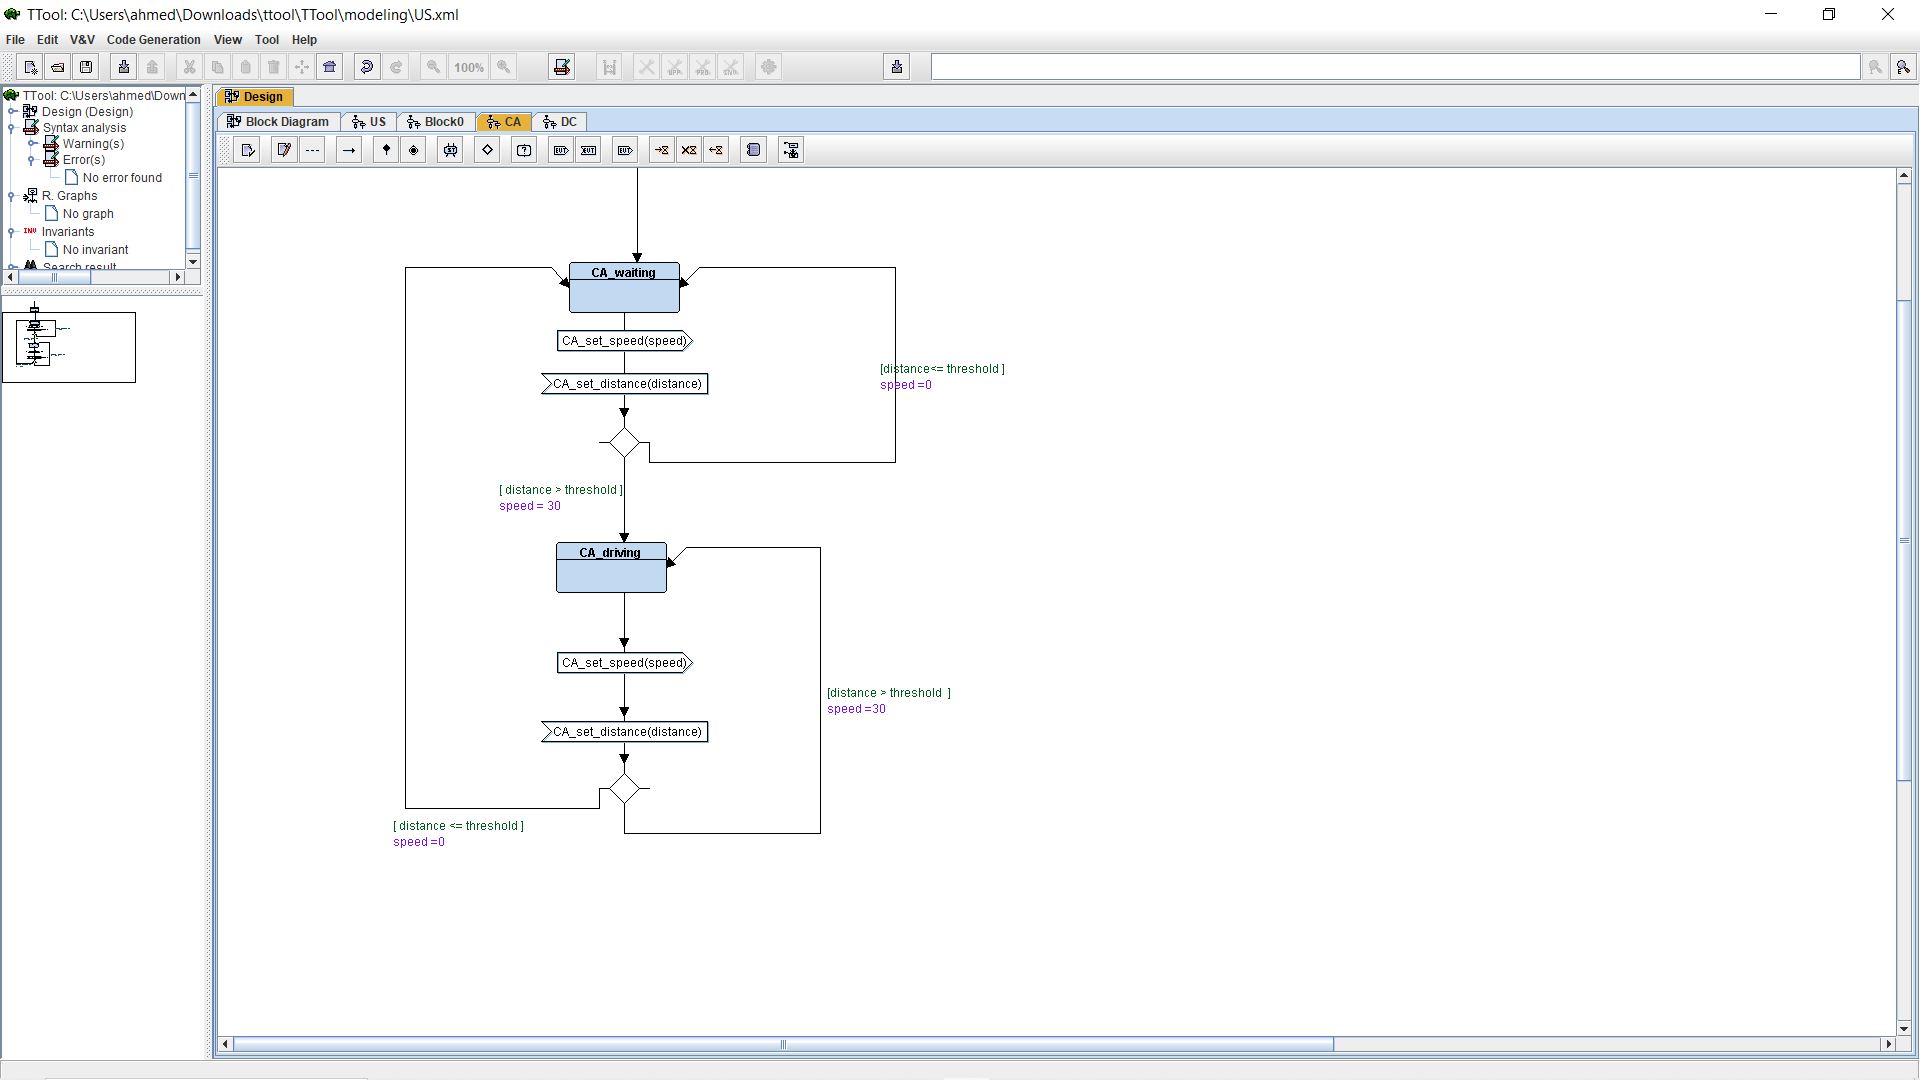 TTool: C:\Users\ahmed\Downloads\ttool\TTool\modeling\US.xml
File Edit V&V Code Generation View Tool Help
100%
TTool: C:\Users\ahmed\Down
Design (Design)
Syntax analysis
Warning(s)
Error(s)
No error found
R. Graphs
No graph
INV Invariants
No invariant
Search result
Design
Block Diagram US Block0 CA DC
CA_waiting
CA_set_speed(speed)
CA_set_distance(distance)
[distance<= threshold ]
speed =0
[ distance > threshold ]
speed = 30
CA_driving
CA_set_speed(speed)
CA_set_distance(distance)
[distance > threshold ]
speed =30
[ distance <= threshold ]
speed =0